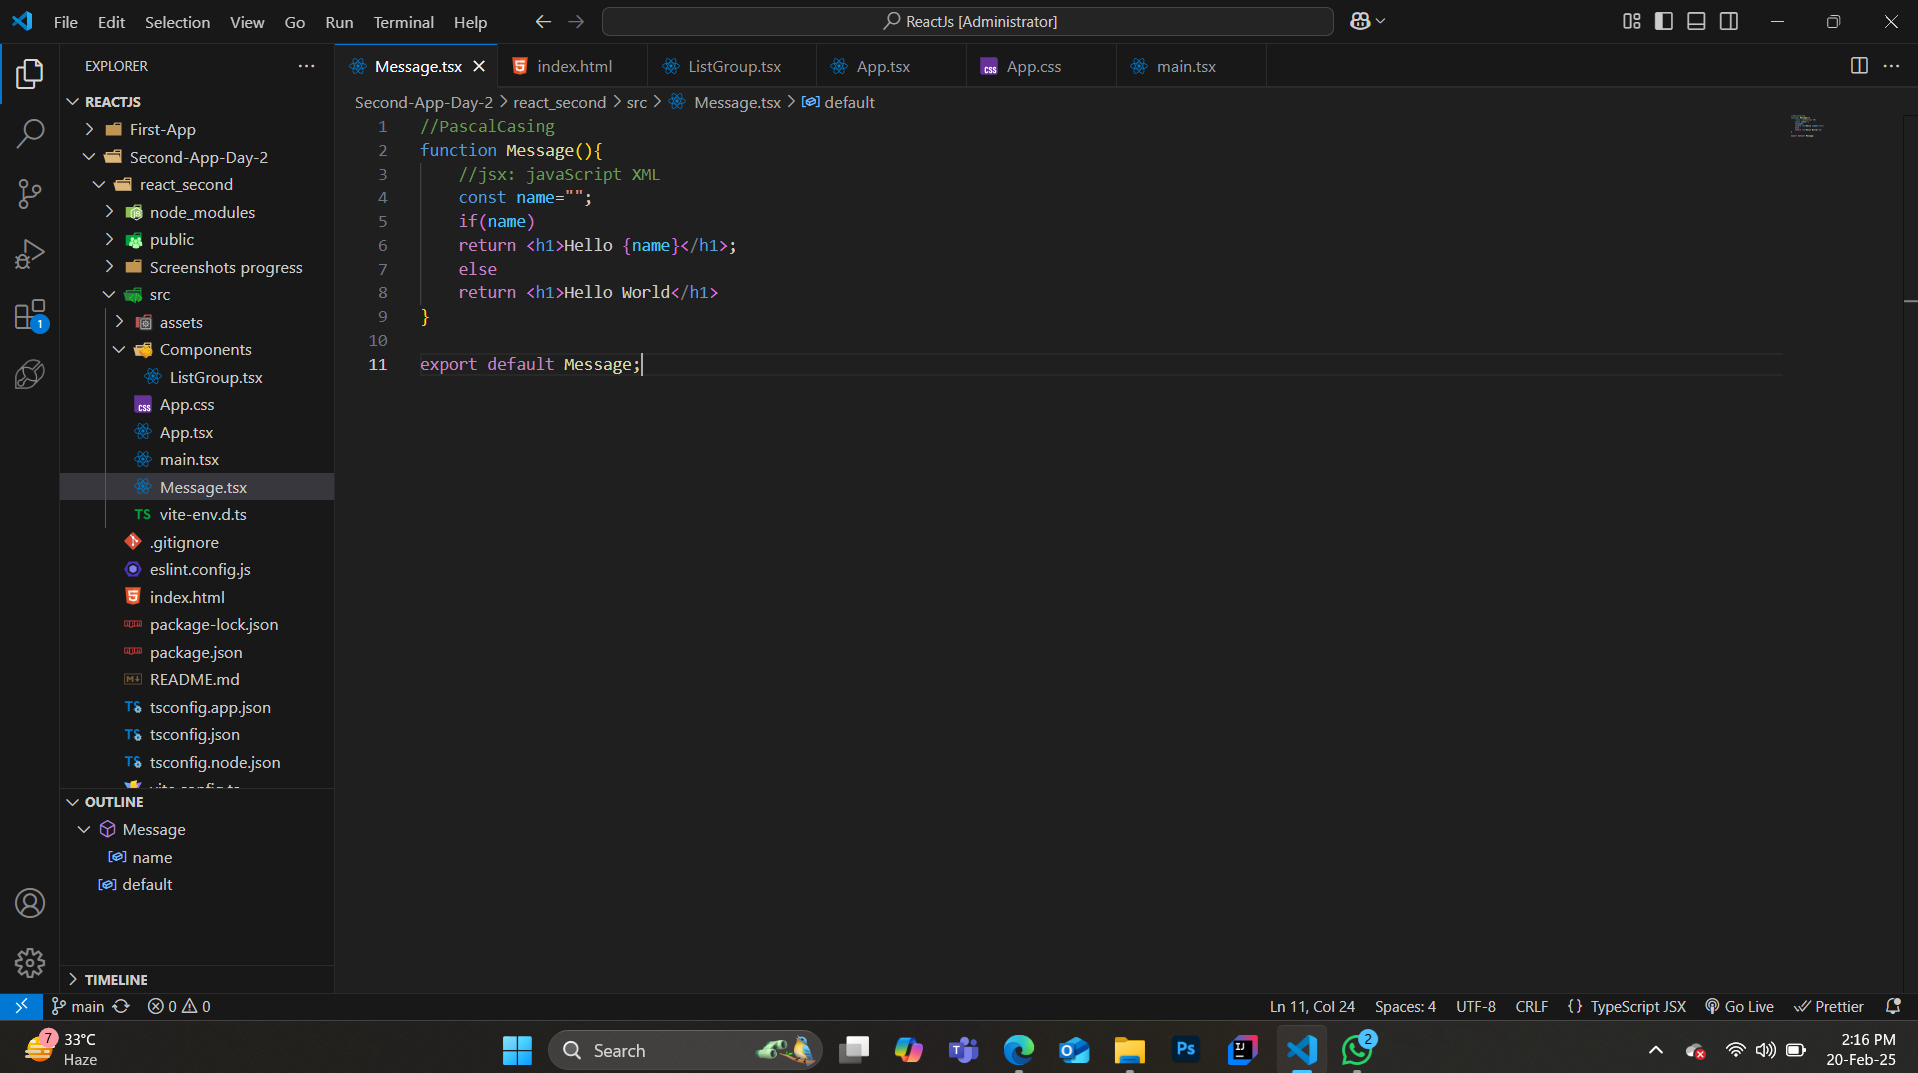 File Edit Selection View Go Run Terminal Help
ReactJs [Administrator]
EXPLORER
REACTJS
First-App
Second-App-Day-2
react_second
node_modules
public
Screenshots progress
src
assets
Components
ListGroup.tsx
App.css
App.tsx
main.tsx
Message.tsx
TS vite-env.d.ts
.gitignore
eslint.config.js
index.html
package-lock.json
package.json
README.md
TS tsconfig.app.json
TS tsconfig.json
TS tsconfig.node.json
OUTLINE
Message
name
default
TIMELINE
Message.tsx index.html ListGroup.tsx App.tsx App.css main.tsx
Second-App-Day-2 > react_second > src > Message.tsx > default
1 //PascalCasing
2 function Message(){
3 //jsx: javaScript XML
4 const name="";
5 if(name)
6 return <h1>Hello {name}</h1>;
7 else
8 return <h1>Hello World</h1>
9 }
10
11 export default Message;
1
main 0 0
Ln 11, Col 24 Spaces: 4 UTF-8 CRLF {} TypeScript JSX Go Live Prettier
7
33°C
Haze
Search
Ps
2
2:16 PM
20-Feb-25